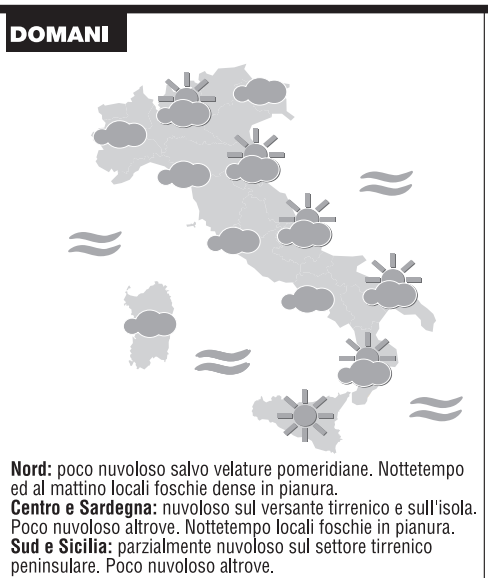 DOMANI
Nord: poco nuvoloso salvo velature pomeridiane. Nottetempo
ed al mattino locali foschie dense in pianura.
Centro e Sardegna: nuvoloso sul versante tirrenico e sull'isola.
Poco nuvoloso altrove. Nottetempo locali foschie in pianura.
Sud e Sicilia: parzialmente nuvoloso sul settore tirrenico
peninsulare. Poco nuvoloso altrove.